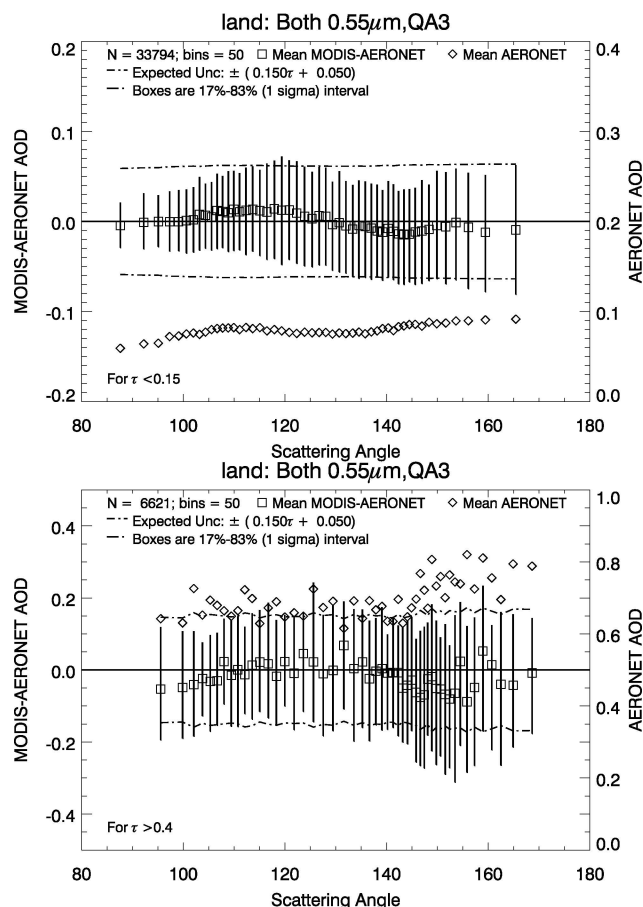 land: Both 0.55μm,QA3
N = 33794; bins = 50 Mean MODIS-AERONET Mean AERONET
Expected Unc: ± ( 0.150τ + 0.050)
Boxes are 17%-83% (1 sigma) interval
MODIS-AERONET AOD
0.2
0.1
0.0
-0.1
-0.2
AERONET AOD
0.4
0.3
0.2
0.1
0.0
For τ <0.15
80 100 120 140 160 180
Scattering Angle
land: Both 0.55μm,QA3
N = 6621; bins = 50 Mean MODIS-AERONET Mean AERONET
Expected Unc: ± ( 0.150τ + 0.050)
Boxes are 17%-83% (1 sigma) interval
MODIS-AERONET AOD
0.4
0.2
0.0
-0.2
-0.4
AERONET AOD
1.0
0.8
0.6
0.4
0.2
0.0
For τ >0.4
80 100 120 140 160 180
Scattering Angle